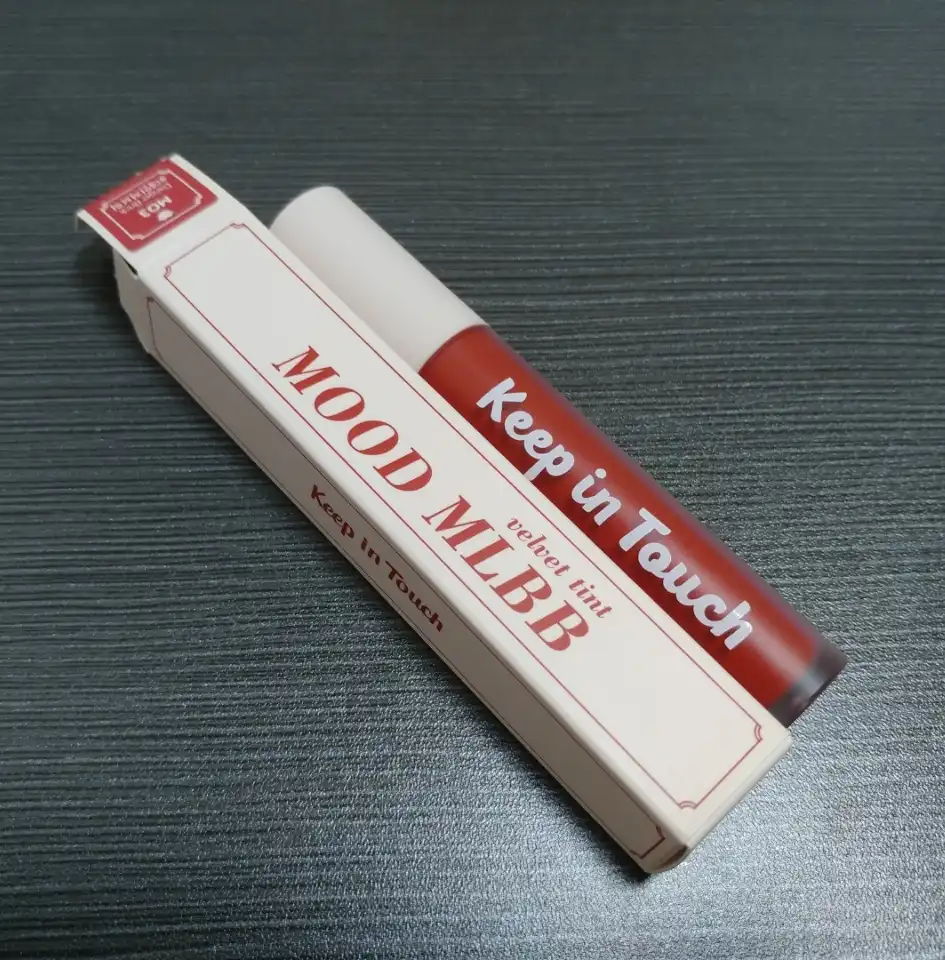 M03
MOOD MLBB
velvet tint
Keep in Touch
Keep in Touch